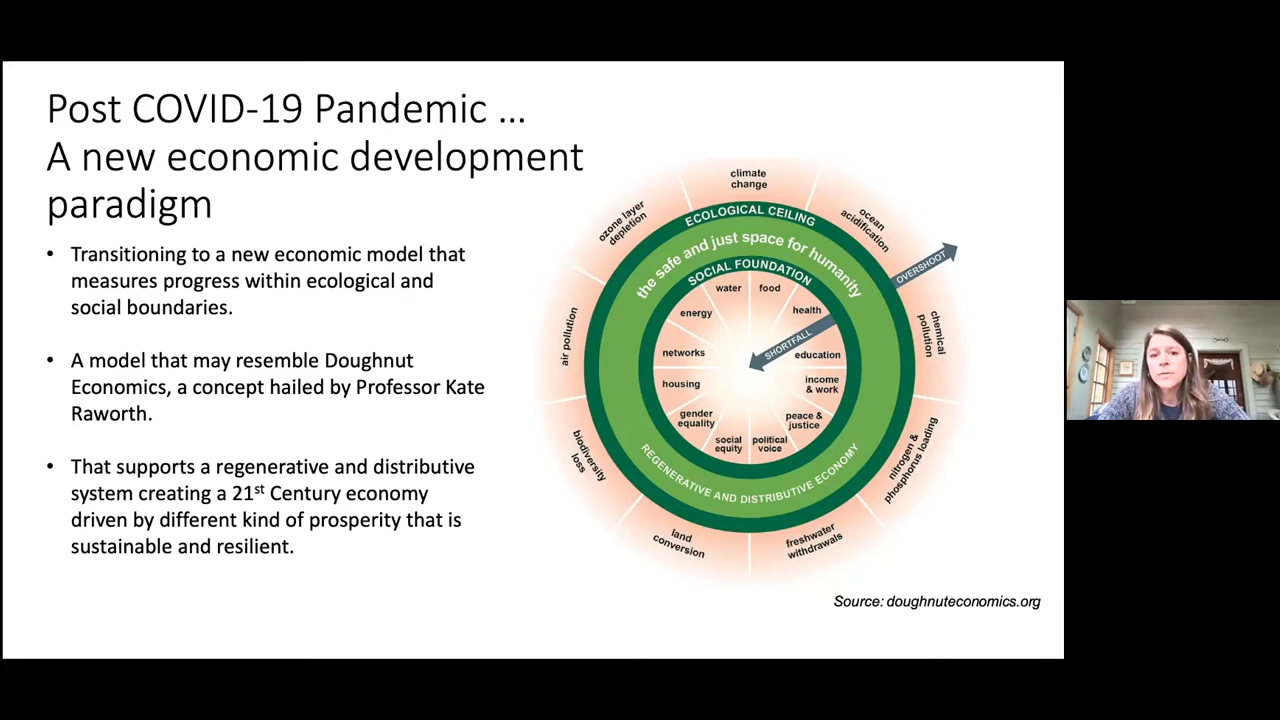 Post COVID-19 Pandemic ...
A new economic development
paradigm
• Transitioning to a new economic model that
measures progress within ecological and
social boundaries.
• A model that may resemble Doughnut
Economics, a concept hailed by Professor Kate
Raworth.
• That supports a regenerative and distributive
system creating a 21st Century economy
driven by different kind of prosperity that is
sustainable and resilient.
climate
change
ocean
acidification
chemical
pollution
nitrogen &
phosphorus loading
freshwater
withdrawals
land
conversion
biodiversity
loss
air pollution
ozone layer
depletion
ECOLOGICAL CEILING
the safe and just space for humanity
SOCIAL FOUNDATION
OVERSHOOT
SHORTFALL
water
food
health
education
income
& work
peace &
justice
political
voice
social
equity
gender
equality
housing
networks
energy
REGENERATIVE AND DISTRIBUTIVE ECONOMY
Source: doughnuteconomics.org